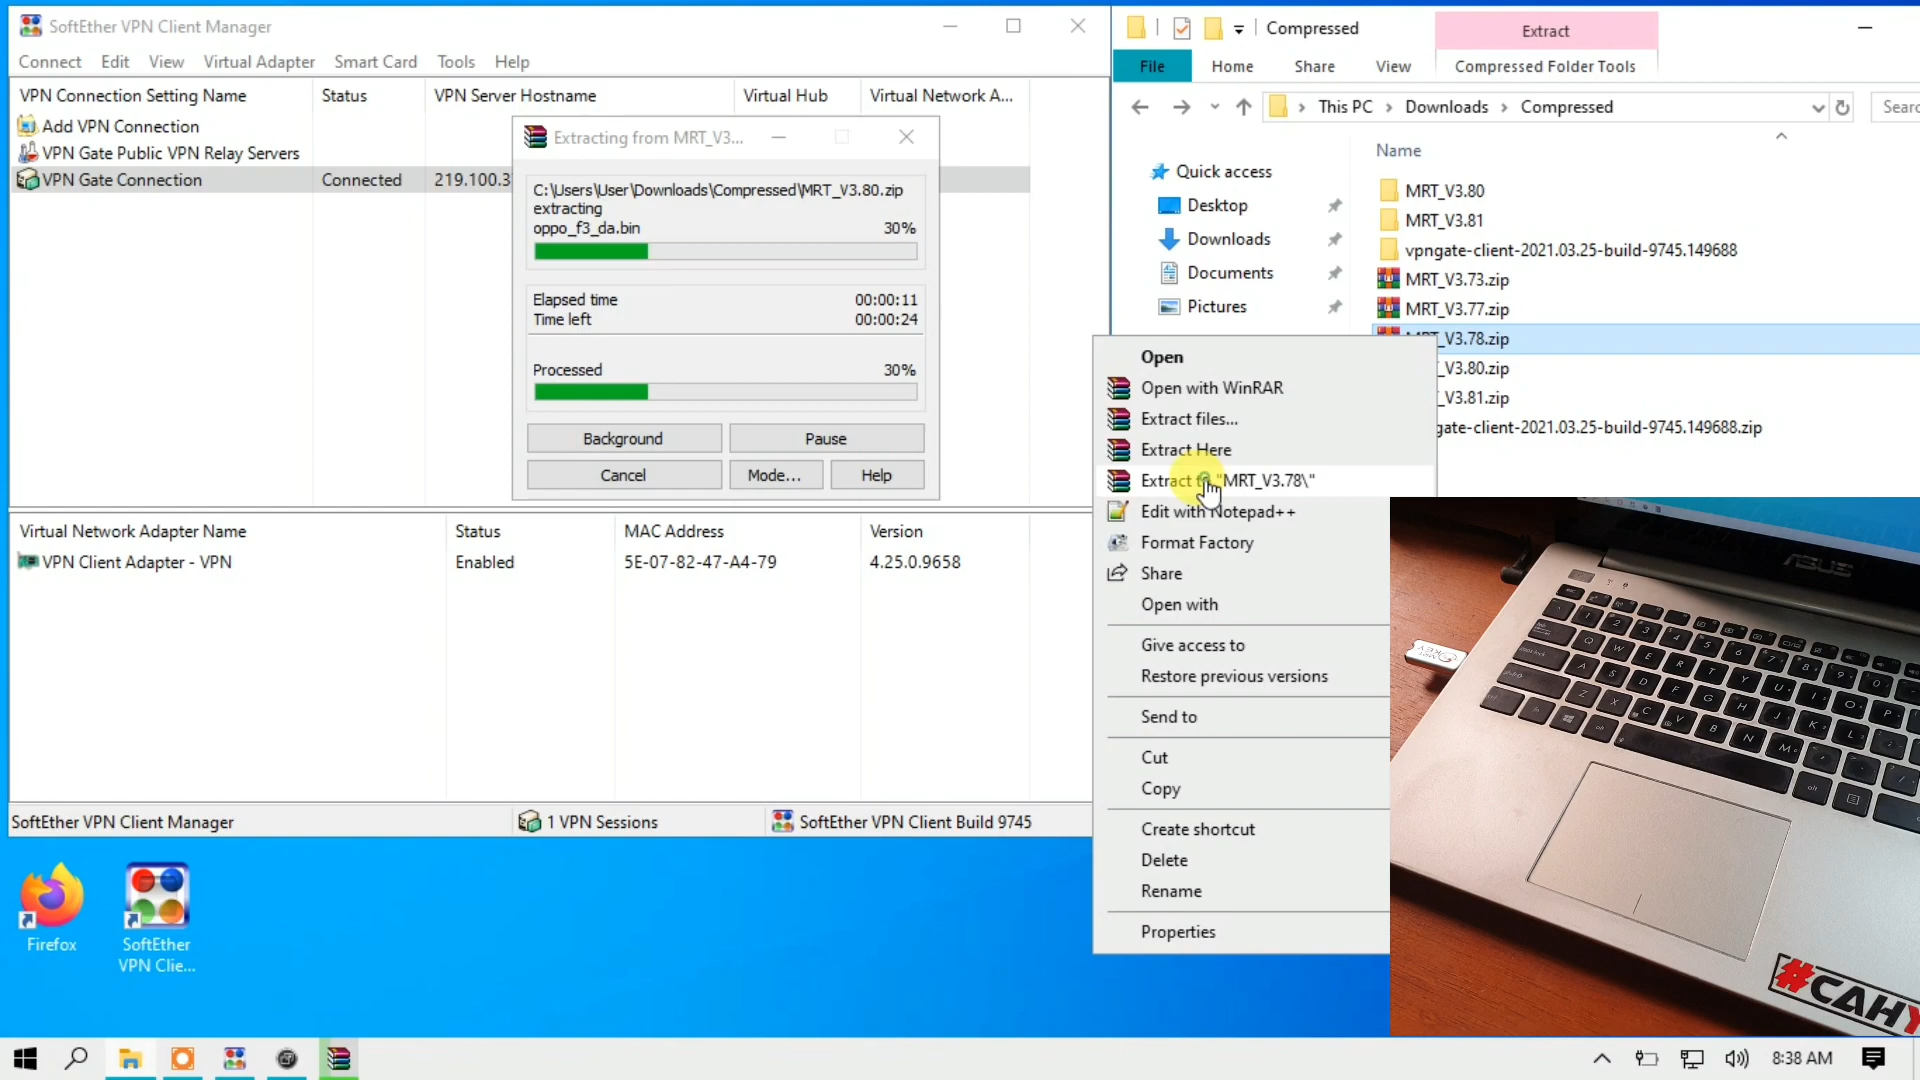 SoftEther VPN Client Manager
Connect Edit View Virtual Adapter Smart Card Tools Help
VPN Connection Setting Name Status VPN Server Hostname Virtual Hub Virtual Network A...
Add VPN Connection
VPN Gate Public VPN Relay Servers
VPN Gate Connection Connected 219.100.3
Extracting from MRT_V3...
C:\Users\User\Downloads\Compressed\MRT_V3.80.zip
extracting
oppo_f3_da.bin 30%
Elapsed time 00:00:11
Time left 00:00:24
Processed 30%
Background Pause
Cancel Mode... Help
Virtual Network Adapter Name Status MAC Address Version
VPN Client Adapter - VPN Enabled 5E-07-82-47-A4-79 4.25.0.9658
SoftEther VPN Client Manager 1 VPN Sessions SoftEther VPN Client Build 9745
Compressed Extract
File Home Share View Compressed Folder Tools
This PC Downloads Compressed Searc
Name
Quick access
Desktop
Downloads
Documents
Pictures
MRT_V3.80
MRT_V3.81
vpngate-client-2021.03.25-build-9745.149688
MRT_V3.73.zip
MRT_V3.77.zip
_V3.78.zip
_V3.80.zip
_V3.81.zip
gate-client-2021.03.25-build-9745.149688.zip
Open
Open with WinRAR
Extract files...
Extract Here
Extract to "MRT_V3.78\"
Edit with Notepad++
Format Factory
Share
Open with
Give access to
Restore previous versions
Send to
Cut
Copy
Create shortcut
Delete
Rename
Properties
Firefox
SoftEther
VPN Clie...
ASUS
#CAHY
8:38 AM